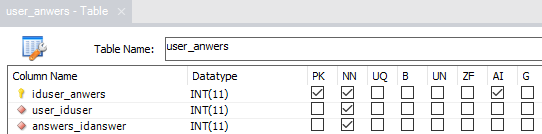 user_anwers - Table ×
Table Name: user_anwers
Column Name Datatype PK NN UQ B UN ZF AI G
iduser_anwers INT(11)
user_iduser INT(11)
answers_idanswer INT(11)